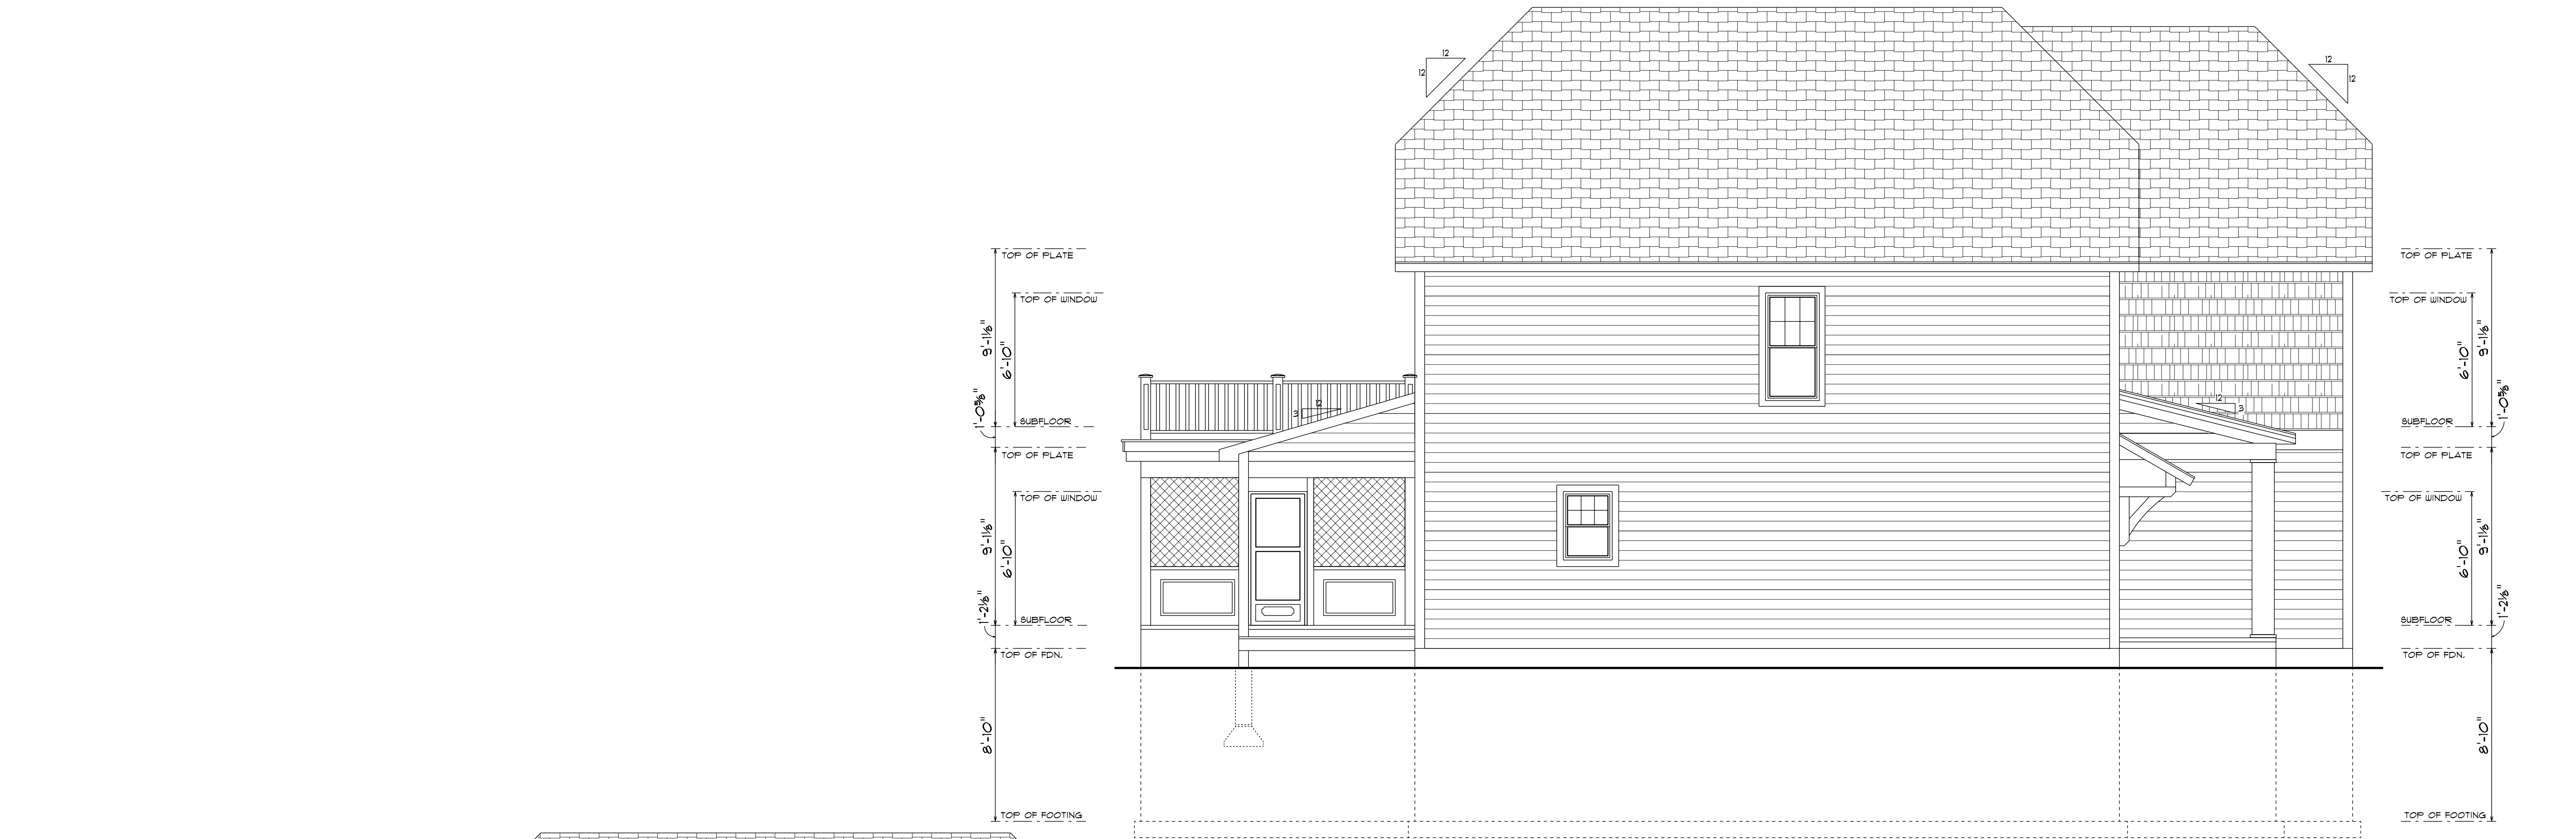 12
12
12
12
TOP OF PLATE
TOP OF WINDOW
9'-1⅛"
6'-10"
1'-0⅝"
SUBFLOOR
TOP OF PLATE
TOP OF WINDOW
9'-1⅛"
6'-10"
1'-2⅛"
SUBFLOOR
TOP OF FDN.
8'-10"
TOP OF FOOTING
12
3
12
3
TOP OF PLATE
TOP OF WINDOW
6'-10"
9'-1⅛"
1'-0⅝"
SUBFLOOR
TOP OF PLATE
TOP OF WINDOW
6'-10"
9'-1⅛"
1'-2⅛"
SUBFLOOR
TOP OF FDN.
8'-10"
TOP OF FOOTING